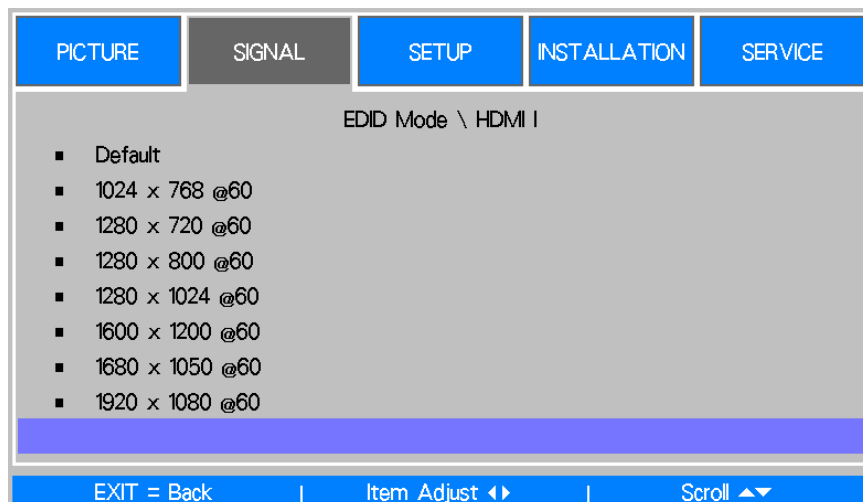 PICTURE SIGNAL SETUP INSTALLATION SERVICE
EDID Mode \ HDMI I
Default
1024 x 768 @60
1280 x 720 @60
1280 x 800 @60
1280 x 1024 @60
1600 x 1200 @60
1680 x 1050 @60
1920 x 1080 @60
EXIT = Back | Item Adjust ◀▶ | Scroll ▲▼